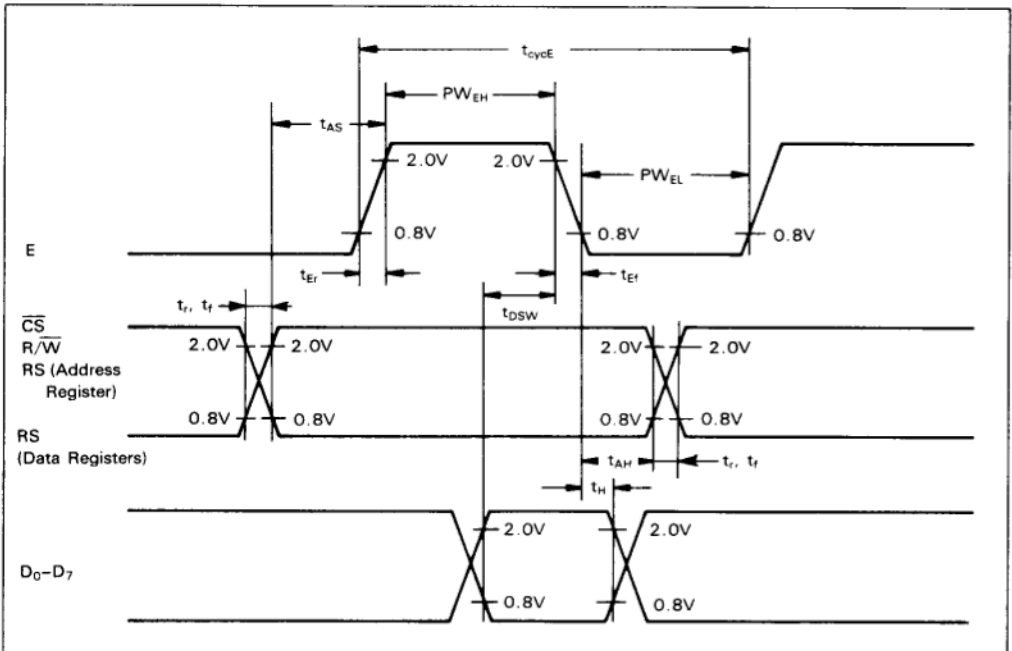 tcycE
PWEH
tAS
2.0V 2.0V
PWEL
0.8V 0.8V 0.8V
E
tEr tEf
tr, tf tDSW
CS
R/W 2.0V 2.0V 2.0V 2.0V
RS (Address
Register)
0.8V 0.8V 0.8V 0.8V
RS
(Data Registers)
tAH tr, tf
tH
2.0V 2.0V
D0–D7
0.8V 0.8V